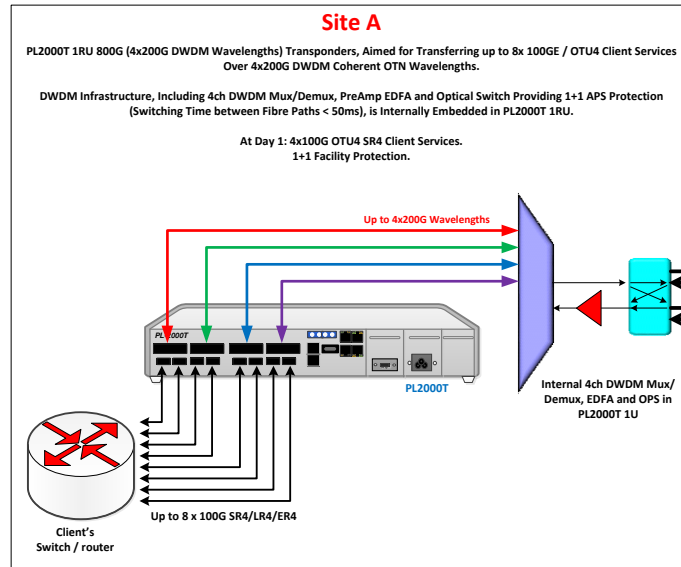 Site A
PL2000T 1RU 800G (4x200G DWDM Wavelengths) Transponders, Aimed for Transferring up to 8x 100GE / OTU4 Client Services
Over 4x200G DWDM Coherent OTN Wavelengths.
DWDM Infrastructure, Including 4ch DWDM Mux/Demux, PreAmp EDFA and Optical Switch Providing 1+1 APS Protection
(Switching Time between Fibre Paths < 50ms), is Internally Embedded in PL2000T 1RU.
At Day 1: 4x100G OTU4 SR4 Client Services.
1+1 Facility Protection.
Up to 4x200G Wavelengths
PL2000T
PL2000T
Internal 4ch DWDM Mux/
Demux, EDFA and OPS in
PL2000T 1U
Up to 8 x 100G SR4/LR4/ER4
Client's
Switch / router